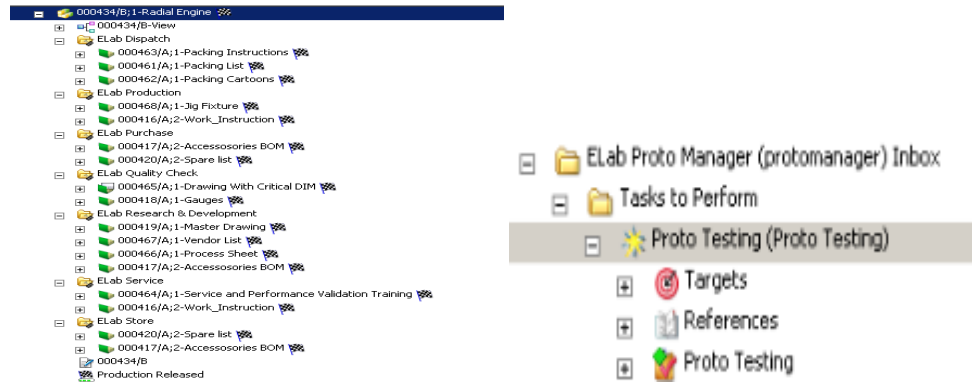 000434/B;1-Radial Engine
000434/B-View
ELab Dispatch
000463/A;1-Packing Instructions
000461/A;1-Packing List
000462/A;1-Packing Cartoons
ELab Production
000468/A;1-Jig Fixture
000416/A;2-Work_Instruction
ELab Purchase
000417/A;2-Accessosories BOM
000420/A;2-Spare list
ELab Quality Check
000465/A;1-Drawing With Critical DIM
000418/A;1-Gauges
ELab Research & Development
000419/A;1-Master Drawing
000467/A;1-Vendor List
000466/A;1-Process Sheet
000417/A;2-Accessosories BOM
ELab Service
000464/A;1-Service and Performance Validation Training
000416/A;2-Work_Instruction
ELab Store
000420/A;2-Spare list
000417/A;2-Accessosories BOM
000434/B
Production Released
ELab Proto Manager (protomanager) Inbox
Tasks to Perform
Proto Testing (Proto Testing)
Targets
References
Proto Testing